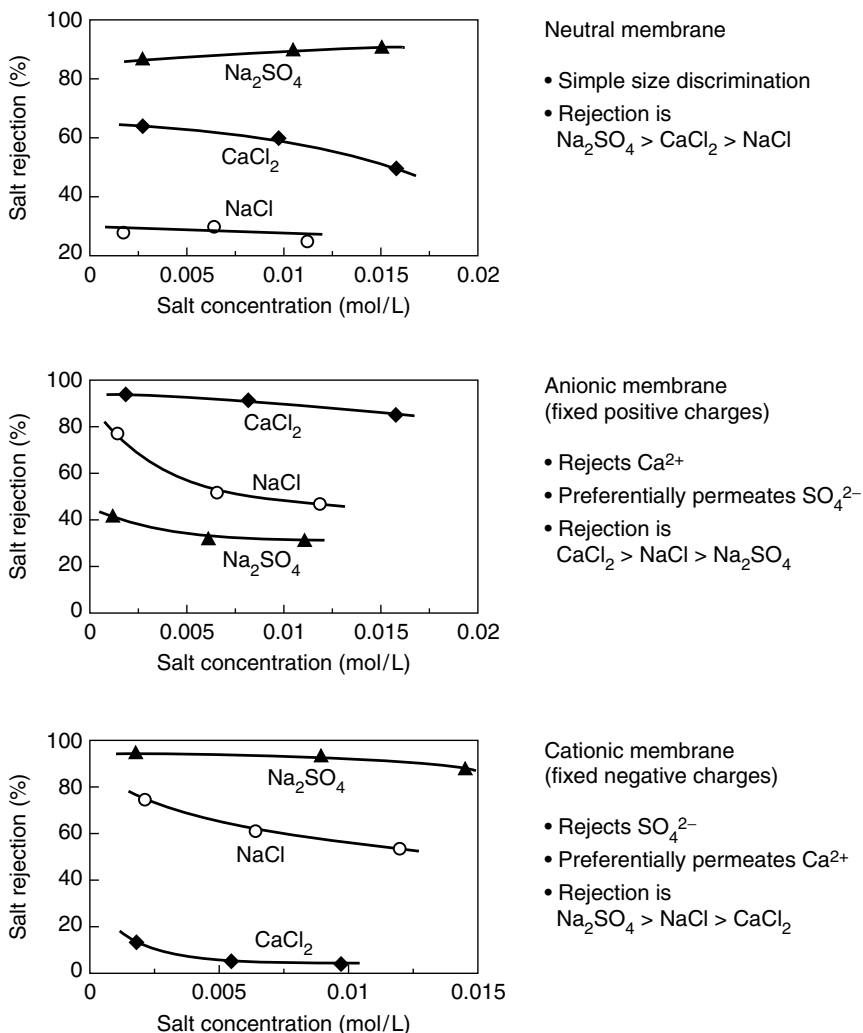 100
80
60
40
20
Salt rejection (%)
Na₂SO₄
CaCl₂
NaCl
0
0.005
0.01
0.015
0.02
Salt concentration (mol/L)
Neutral membrane
• Simple size discrimination
• Rejection is
Na₂SO₄ > CaCl₂ > NaCl
100
80
60
40
20
0
Salt rejection (%)
CaCl₂
NaCl
Na₂SO₄
0
0.005
0.01
0.015
0.02
Salt concentration (mol/L)
Anionic membrane
(fixed positive charges)
• Rejects Ca²⁺
• Preferentially permeates SO₄²⁻
• Rejection is
CaCl₂ > NaCl > Na₂SO₄
100
80
60
40
20
0
Salt rejection (%)
Na₂SO₄
NaCl
CaCl₂
0
0.005
0.01
0.015
Salt concentration (mol/L)
Cationic membrane
(fixed negative charges)
• Rejects SO₄²⁻
• Preferentially permeates Ca²⁺
• Rejection is
Na₂SO₄ > NaCl > CaCl₂